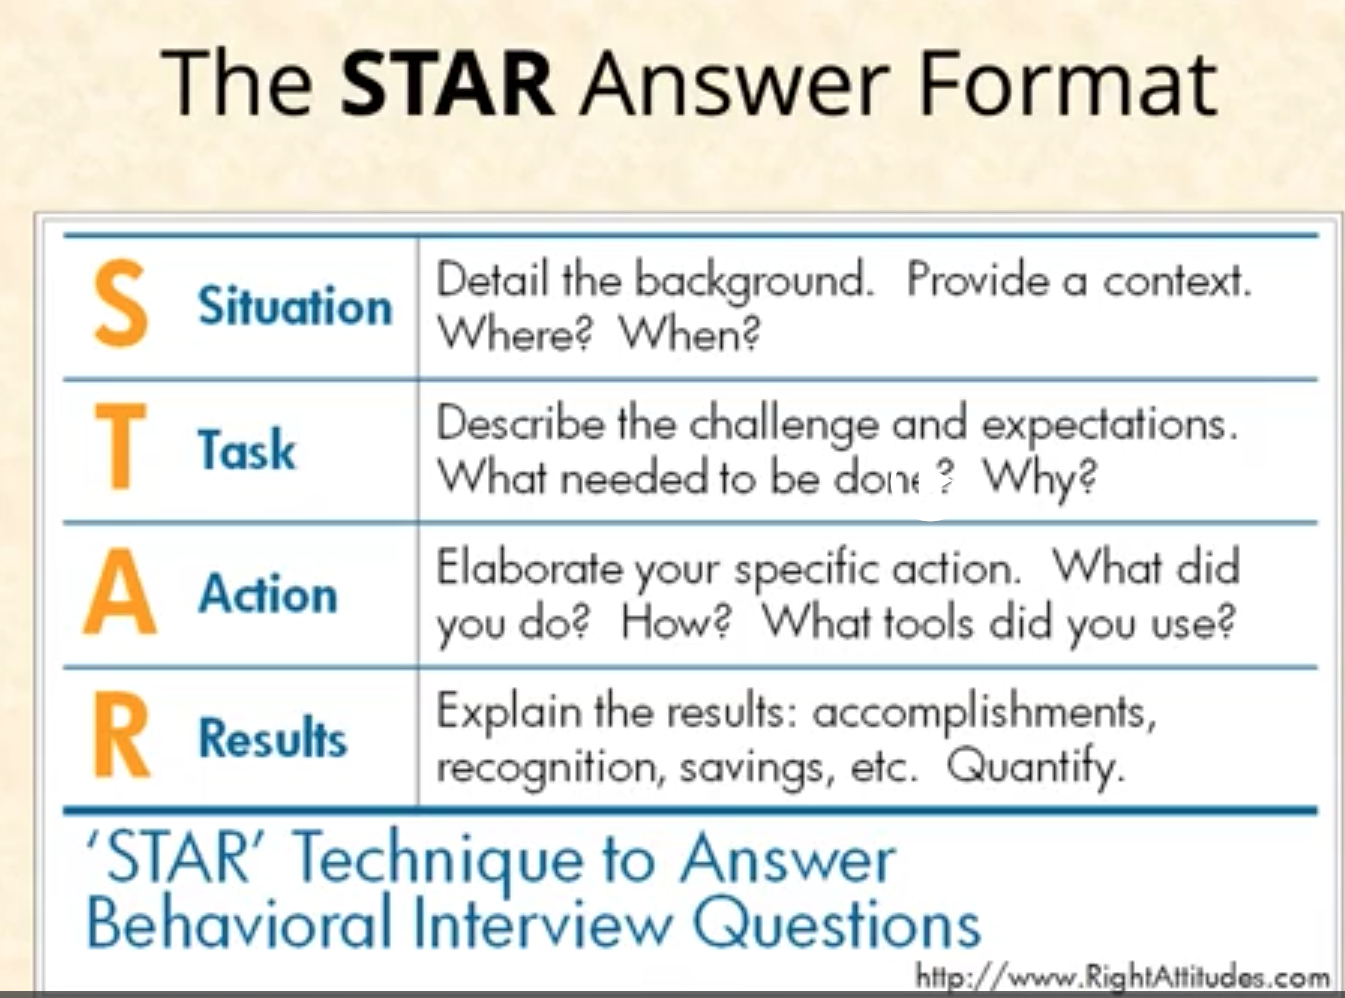 The STAR Answer Format
S Situation Detail the background. Provide a context.
Where? When?
T Task Describe the challenge and expectations.
What needed to be done? Why?
A Action Elaborate your specific action. What did
you do? How? What tools did you use?
R Results Explain the results: accomplishments,
recognition, savings, etc. Quantify.
‘STAR’ Technique to Answer
Behavioral Interview Questions
http://www.RightAttitudes.com